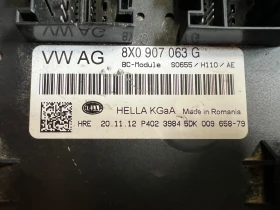 VW AG 8X0 907 063 G
BC-Module S0655 / H110 / AE
HELLA KGaA Made in Romania
HRE 20.11.12 P402 3984 5DK 009 658-79